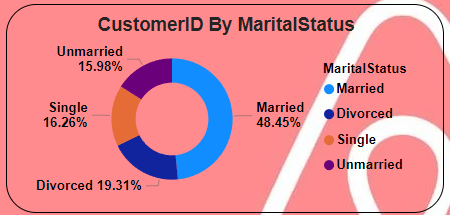 CustomerID By MaritalStatus
Unmarried
15.98%
Single
16.26%
Married
48.45%
Divorced 19.31%
MaritalStatus
Married
Divorced
Single
Unmarried